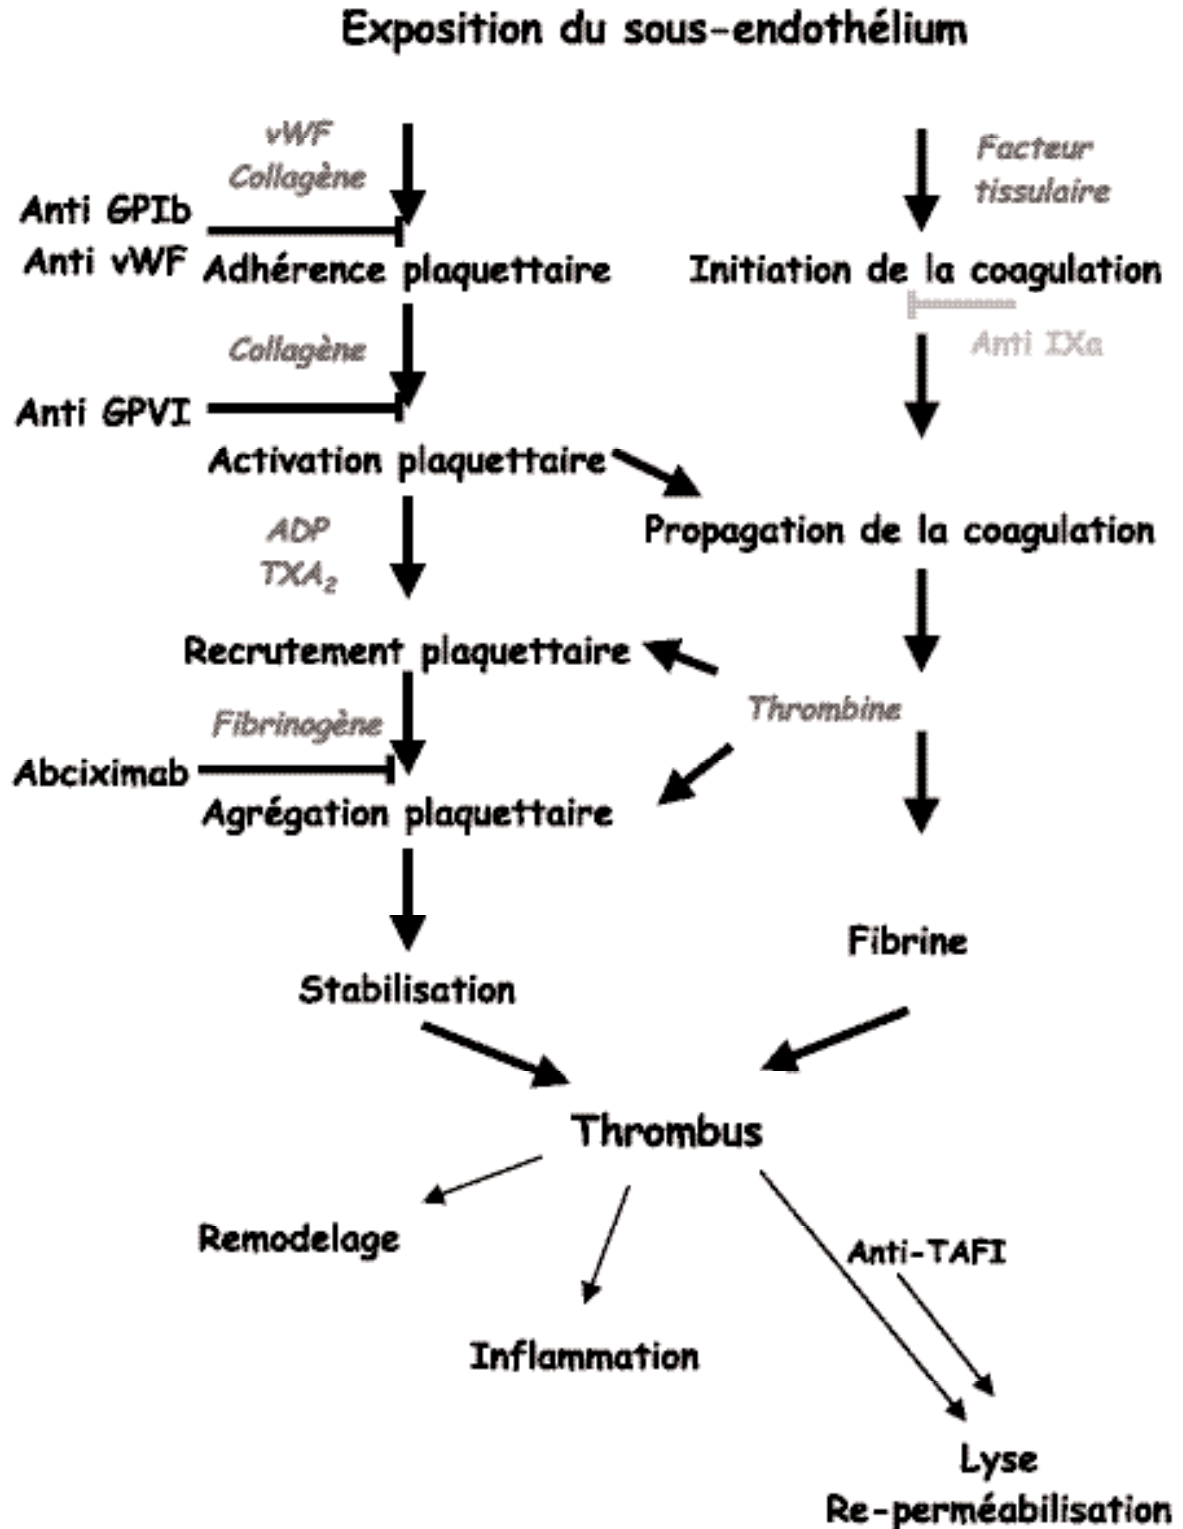 Exposition du sous-endothélium
vWF
Collagène
Facteur
tissulaire
Anti GPIb
Anti vWF
Adhérence plaquettaire
Initiation de la coagulation
Collagène
Anti IXa
Anti GPVI
Activation plaquettaire
ADP
TXA₂
Propagation de la coagulation
Recrutement plaquettaire
Fibrinogène
Thrombine
Abciximab
Agrégation plaquettaire
Fibrine
Stabilisation
Thrombus
Remodelage
Anti-TAFI
Inflammation
Lyse
Re-perméabilisation